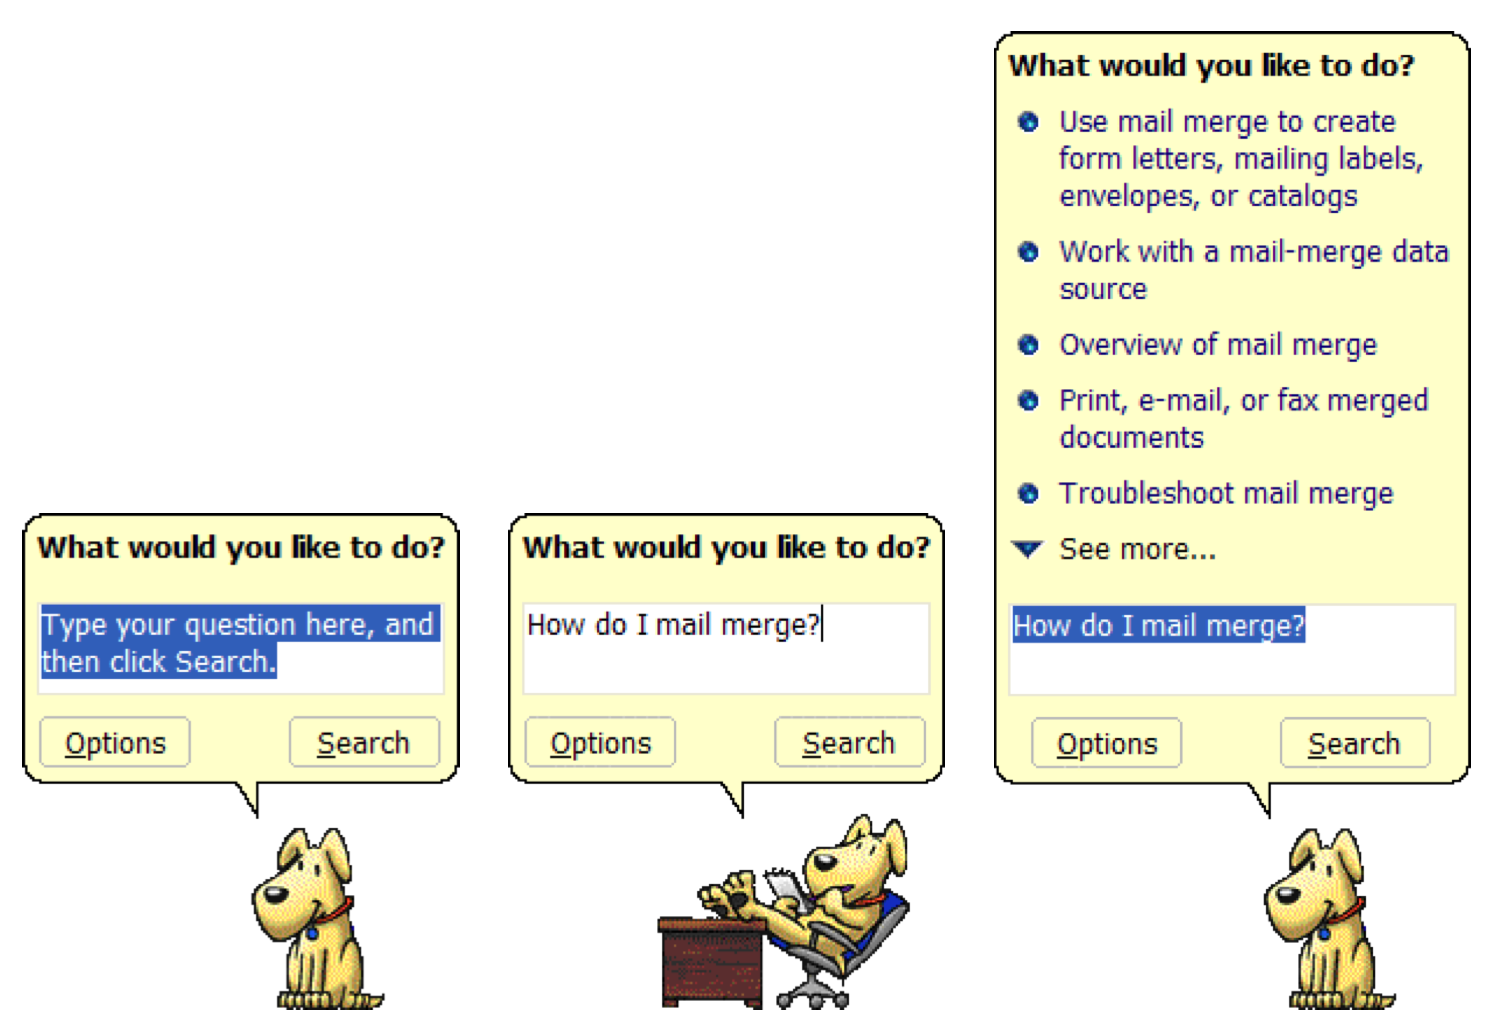 What would you like to do?
Type your question here, and
then click Search.
Options
Search
What would you like to do?
How do I mail merge?
Options
Search
What would you like to do?
Use mail merge to create
form letters, mailing labels,
envelopes, or catalogs
Work with a mail-merge data
source
Overview of mail merge
Print, e-mail, or fax merged
documents
Troubleshoot mail merge
See more...
How do I mail merge?
Options
Search